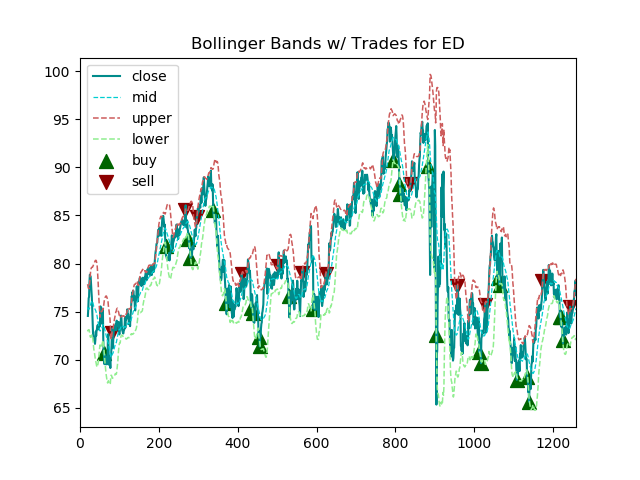 Bollinger Bands w/ Trades for ED
close
mid
upper
lower
buy
sell
100
95
90
85
80
75
70
65
0 200 400 600 800 1000 1200